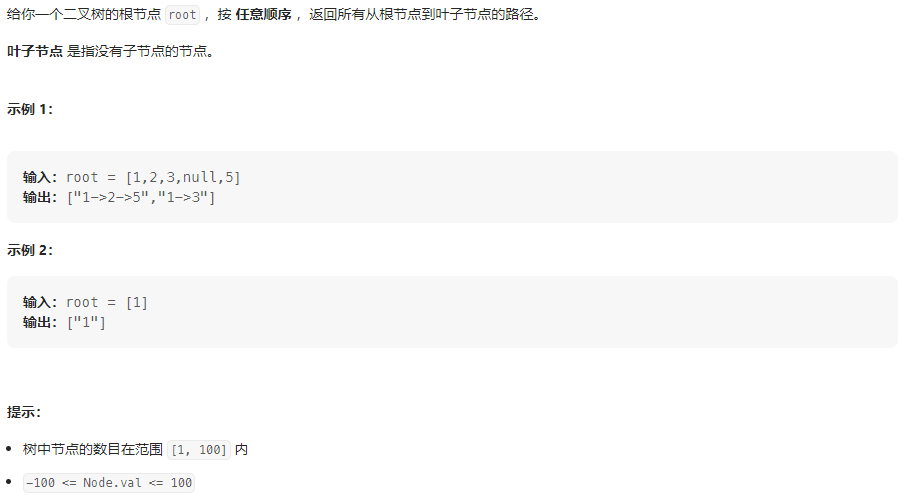 给你一个二叉树的根节点 root ，按 任意顺序 ，返回所有从根节点到叶子节点的路径。
叶子节点 是指没有子节点的节点。
示例 1：
输入：root = [1,2,3,null,5]
输出：["1->2->5","1->3"]
示例 2：
输入：root = [1]
输出：["1"]
提示：
• 树中节点的数目在范围 [1, 100] 内
• -100 <= Node.val <= 100